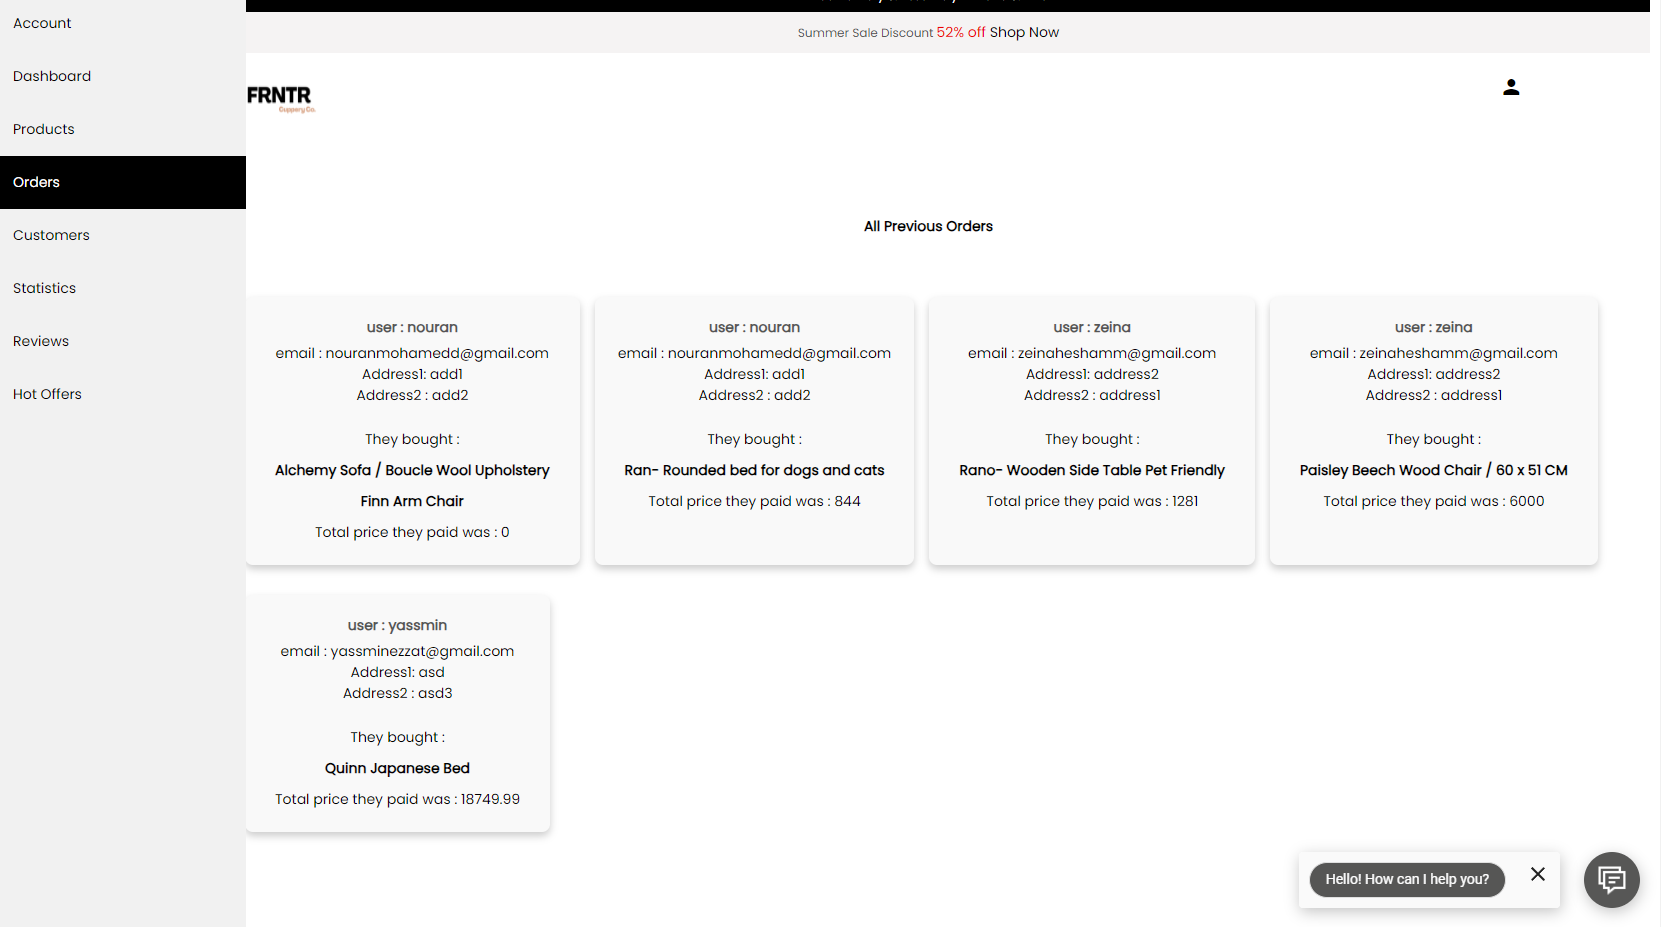 Account
Dashboard
Products
Orders
Customers
Statistics
Reviews
Hot Offers
Summer Sale Discount 52% off Shop Now
FRNTR
Cuppery Co.
All Previous Orders
user : nouran
email : nouranmohamedd@gmail.com
Address1: add1
Address2 : add2
They bought :
Alchemy Sofa / Boucle Wool Upholstery
Finn Arm Chair
Total price they paid was : 0
user : nouran
email : nouranmohamedd@gmail.com
Address1: add1
Address2 : add2
They bought :
Ran- Rounded bed for dogs and cats
Total price they paid was : 844
user : zeina
email : zeinaheshamm@gmail.com
Address1: address2
Address2 : address1
They bought :
Rano- Wooden Side Table Pet Friendly
Total price they paid was : 1281
user : zeina
email : zeinaheshamm@gmail.com
Address1: address2
Address2 : address1
They bought :
Paisley Beech Wood Chair / 60 x 51 CM
Total price they paid was : 6000
user : yassmin
email : yassminezzat@gmail.com
Address1: asd
Address2 : asd3
They bought :
Quinn Japanese Bed
Total price they paid was : 18749.99
Hello! How can I help you?